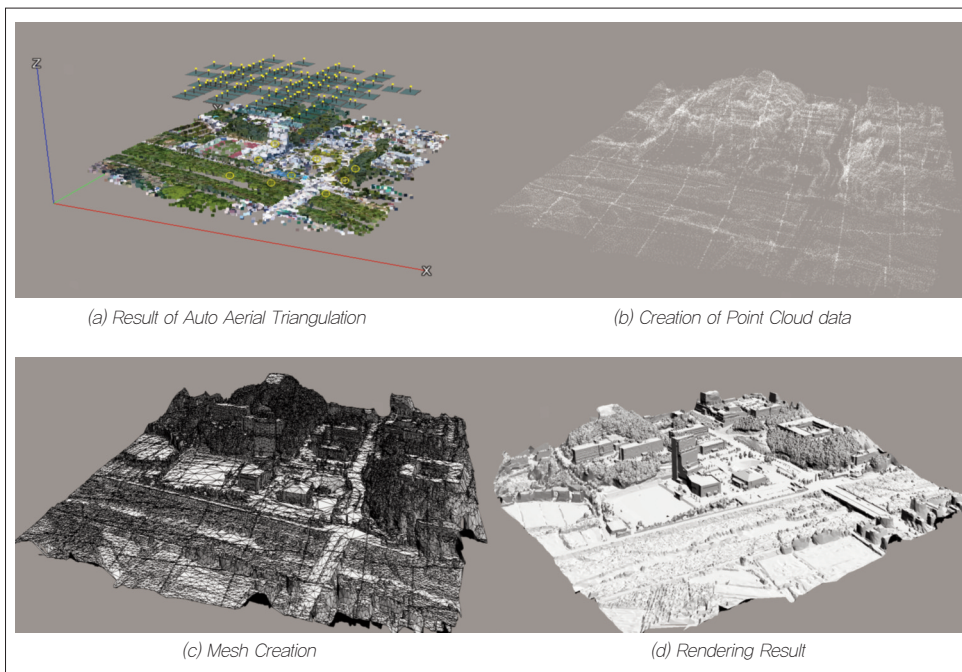 Z
X
(a) Result of Auto Aerial Triangulation
(b) Creation of Point Cloud data
(c) Mesh Creation
(d) Rendering Result